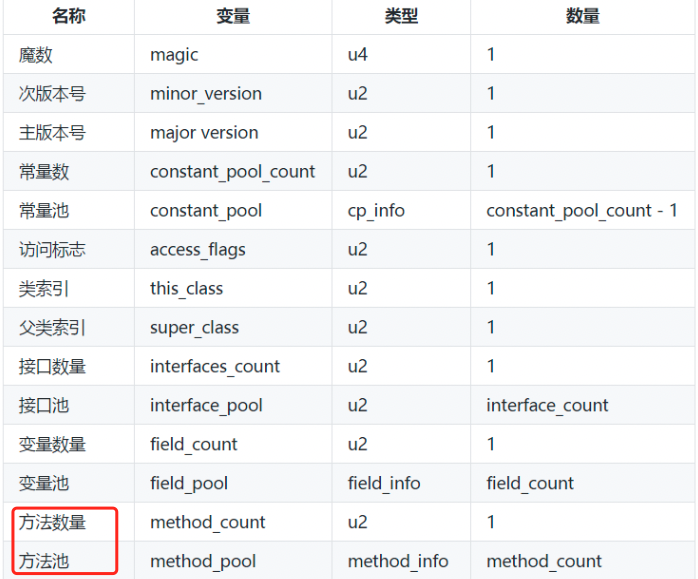 名称 变量 类型 数量
魔数 magic u4 1
次版本号 minor_version u2 1
主版本号 major version u2 1
常量数 constant_pool_count u2 1
常量池 constant_pool cp_info constant_pool_count - 1
访问标志 access_flags u2 1
类索引 this_class u2 1
父类索引 super_class u2 1
接口数量 interfaces_count u2 1
接口池 interface_pool u2 interface_count
变量数量 field_count u2 1
变量池 field_pool field_info field_count
方法数量 method_count u2 1
方法池 method_pool method_info method_count